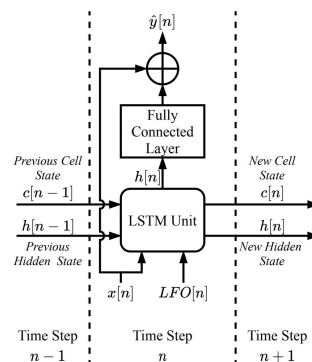 ŷ[n]
Fully
Connected
Layer
Previous Cell
State
h[n]
New Cell
State
c[n − 1]
c[n]
LSTM Unit
h[n − 1]
h[n]
Previous
Hidden State
New Hidden
State
x[n]
LFO[n]
Time Step
n − 1
Time Step
n
Time Step
n + 1